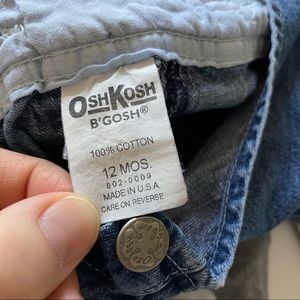 OSHKOSH
B'GOSH®
100% COTTON
12 MOS.
802-0009
MADE IN U.S.A.
CARE ON REVERSE